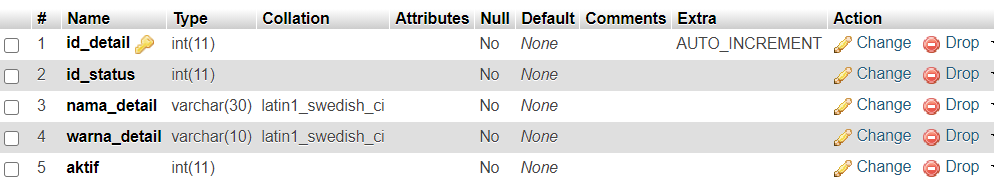 # Name Type Collation Attributes Null Default Comments Extra Action
1 id_detail int(11) No None AUTO_INCREMENT Change Drop
2 id_status int(11) No None Change Drop
3 nama_detail varchar(30) latin1_swedish_ci No None Change Drop
4 warna_detail varchar(10) latin1_swedish_ci No None Change Drop
5 aktif int(11) No None Change Drop